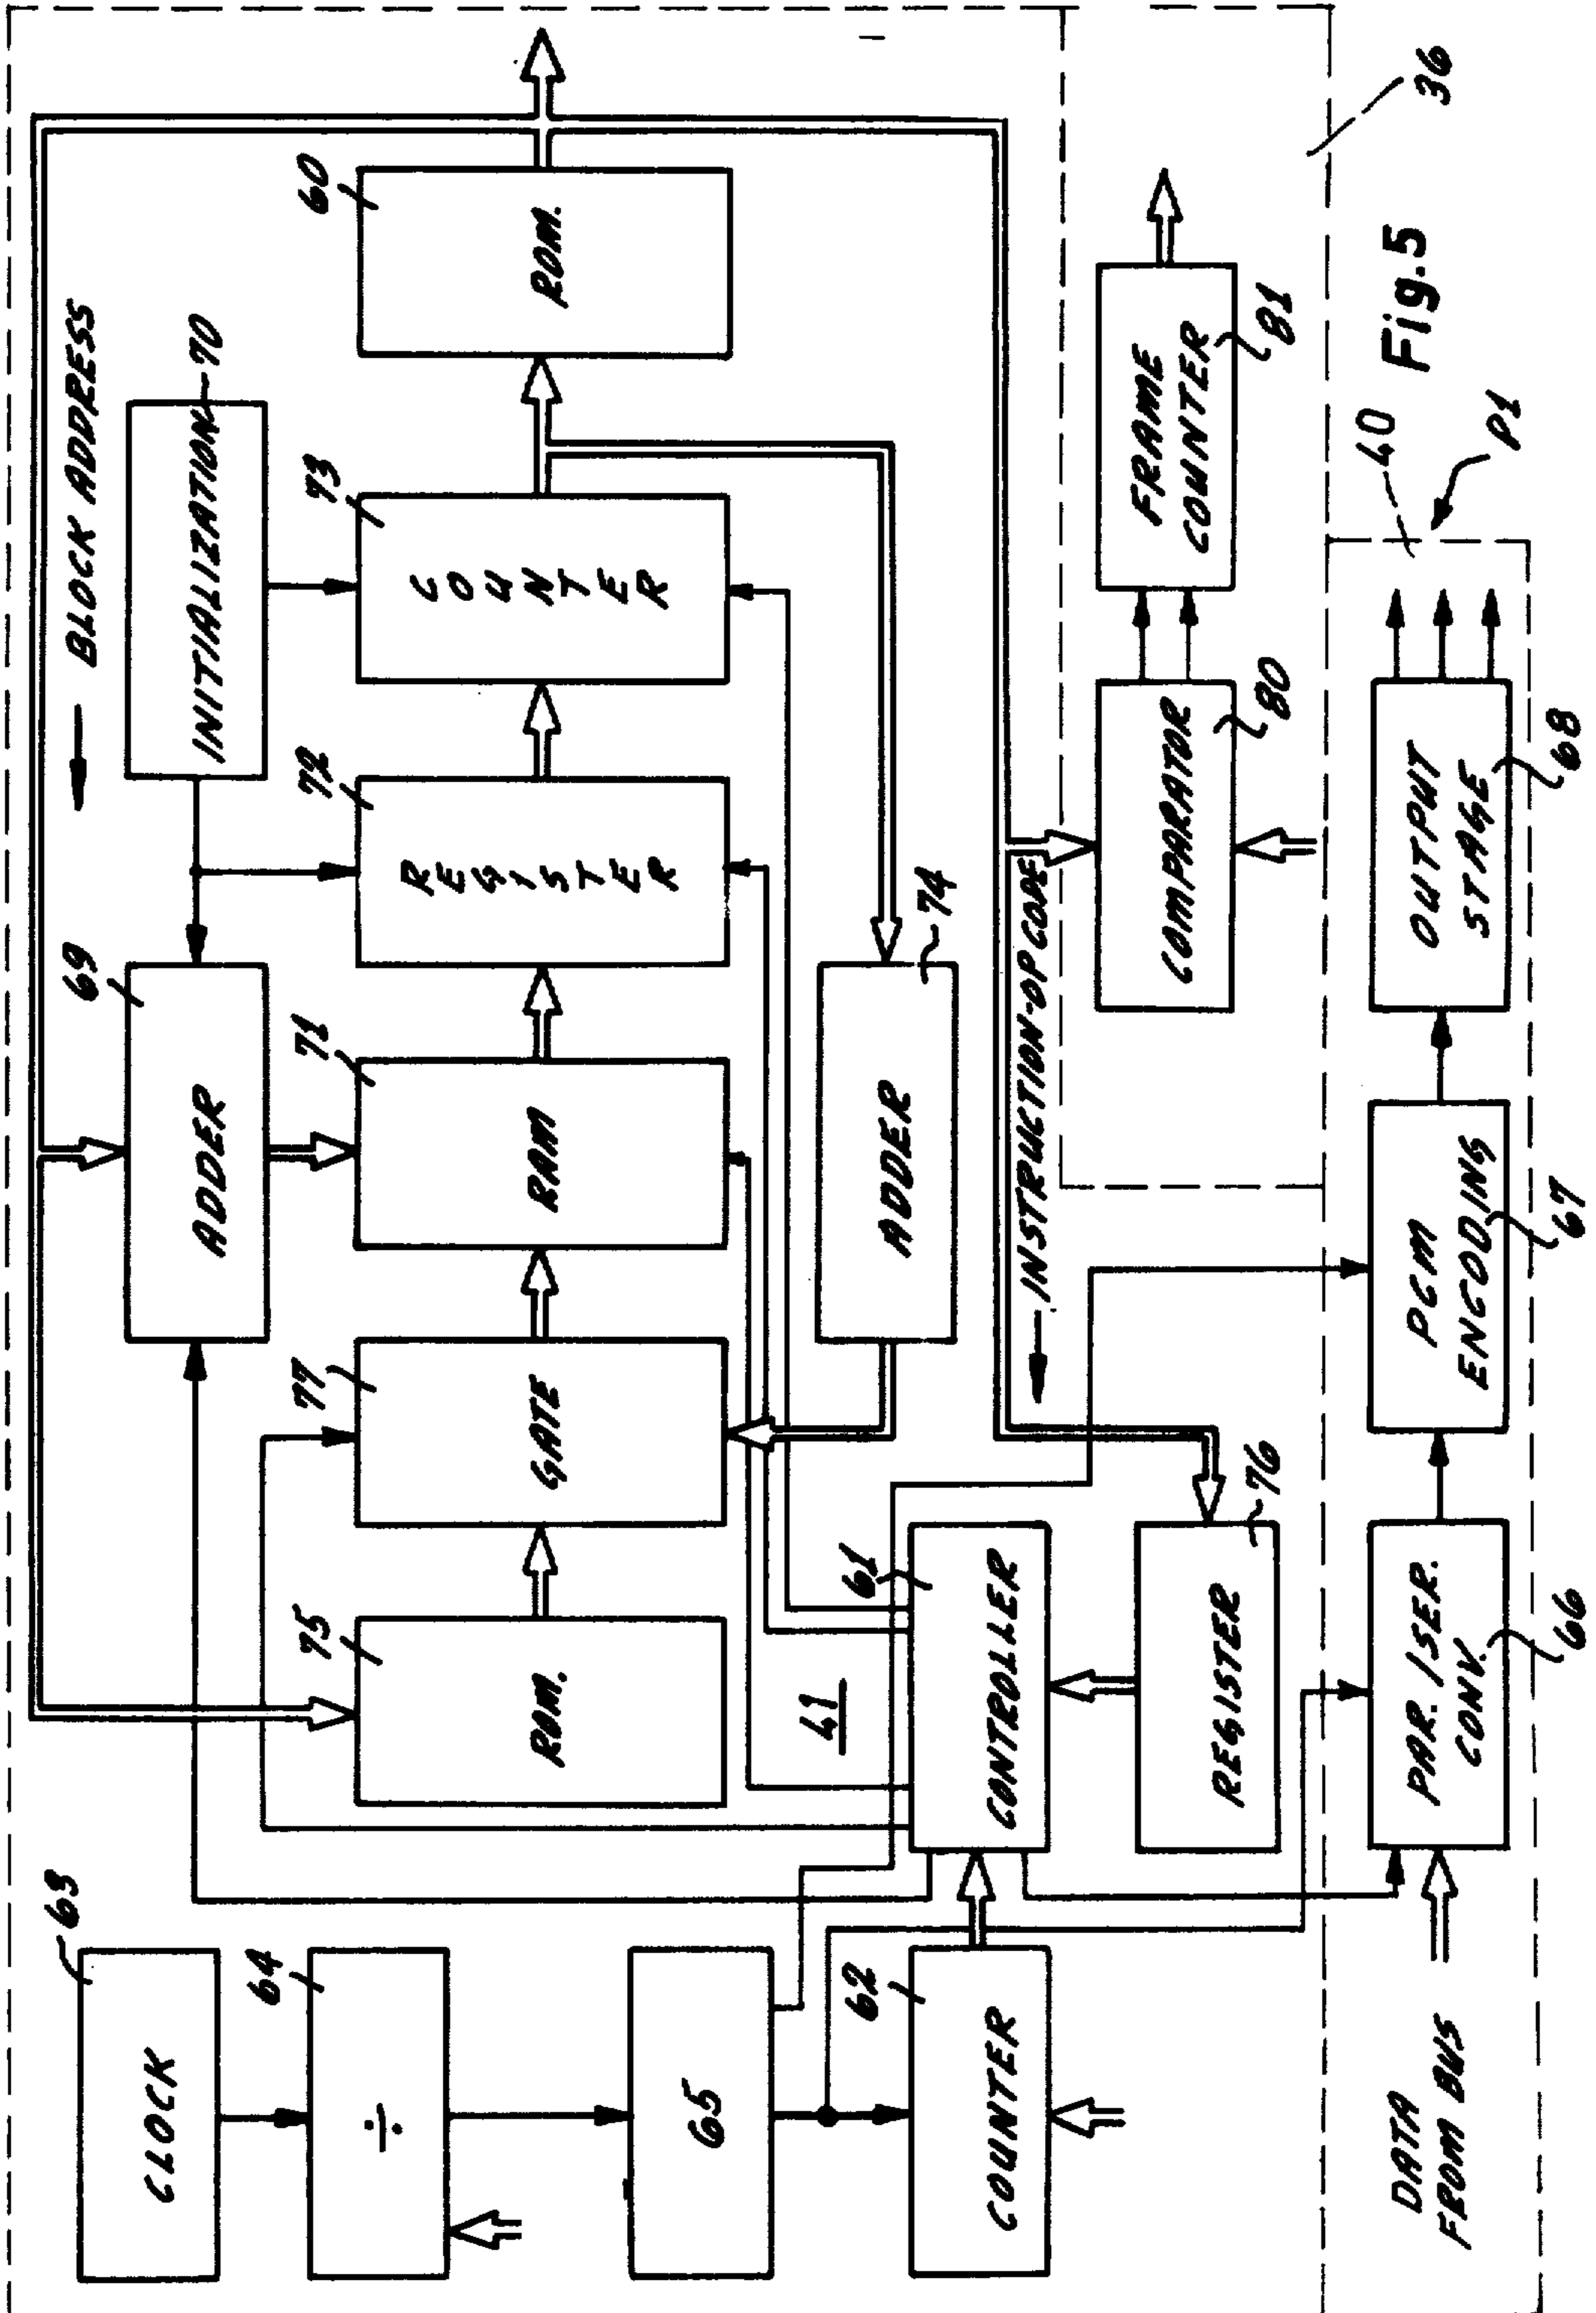 63
CLOCK
64
÷
65
62
COUNTER
BLOCK ADDRESS
INITIALIZATION 70
69
ADDER
75
ROM.
77
GATE
71
RAM
72
REGISTER
73
COUNTER
60
ROM.
74
ADDER
41
61
CONTROLLER
76
REGISTER
INSTRUCTION-OP CODE
80
COMPARATOR
81
FRAME
COUNTER
36
DATA
FROM BUS
PAR./SER.
CONV.
66
PCM
ENCODING
67
OUTPUT
STAGE
68
40
P1
Fig.5